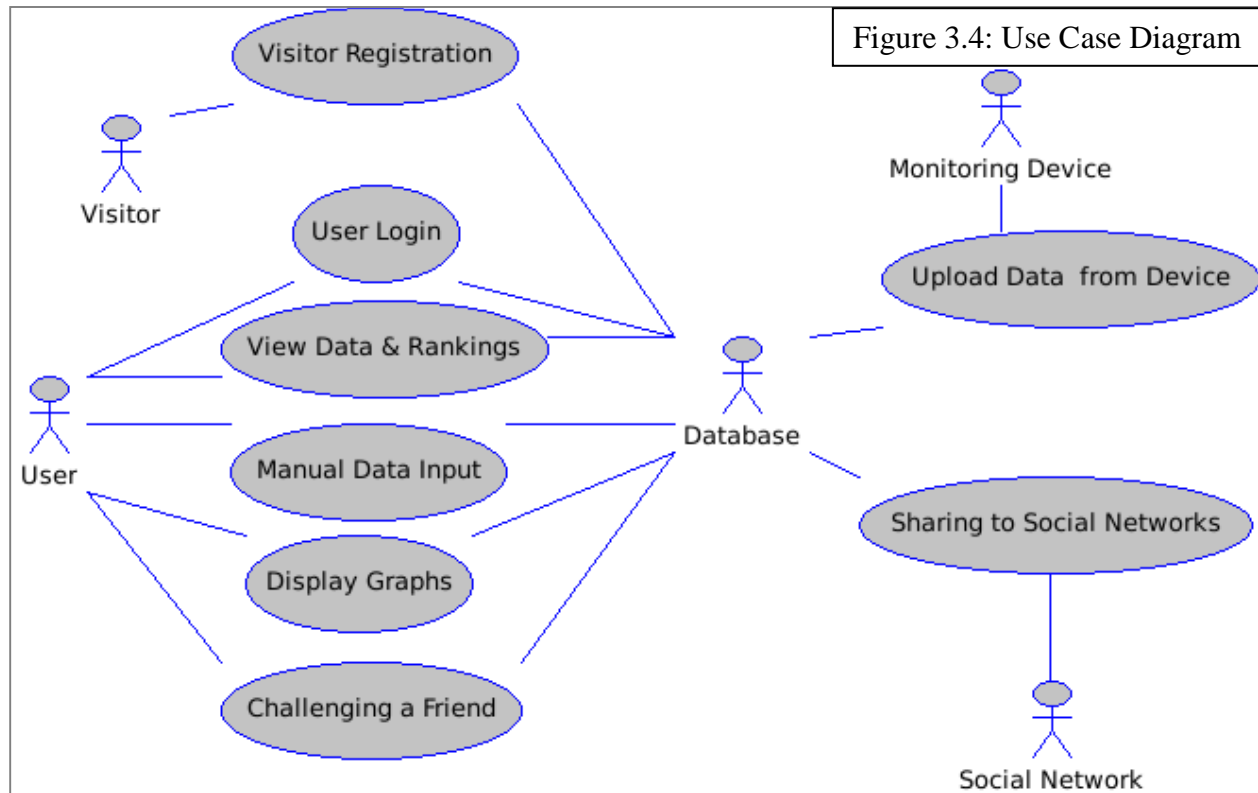 Figure 3.4: Use Case Diagram
Visitor Registration
Monitoring Device
Visitor
User Login
Upload Data  from Device
View Data & Rankings
Database
User
Manual Data Input
Sharing to Social Networks
Display Graphs
Challenging a Friend
Social Network